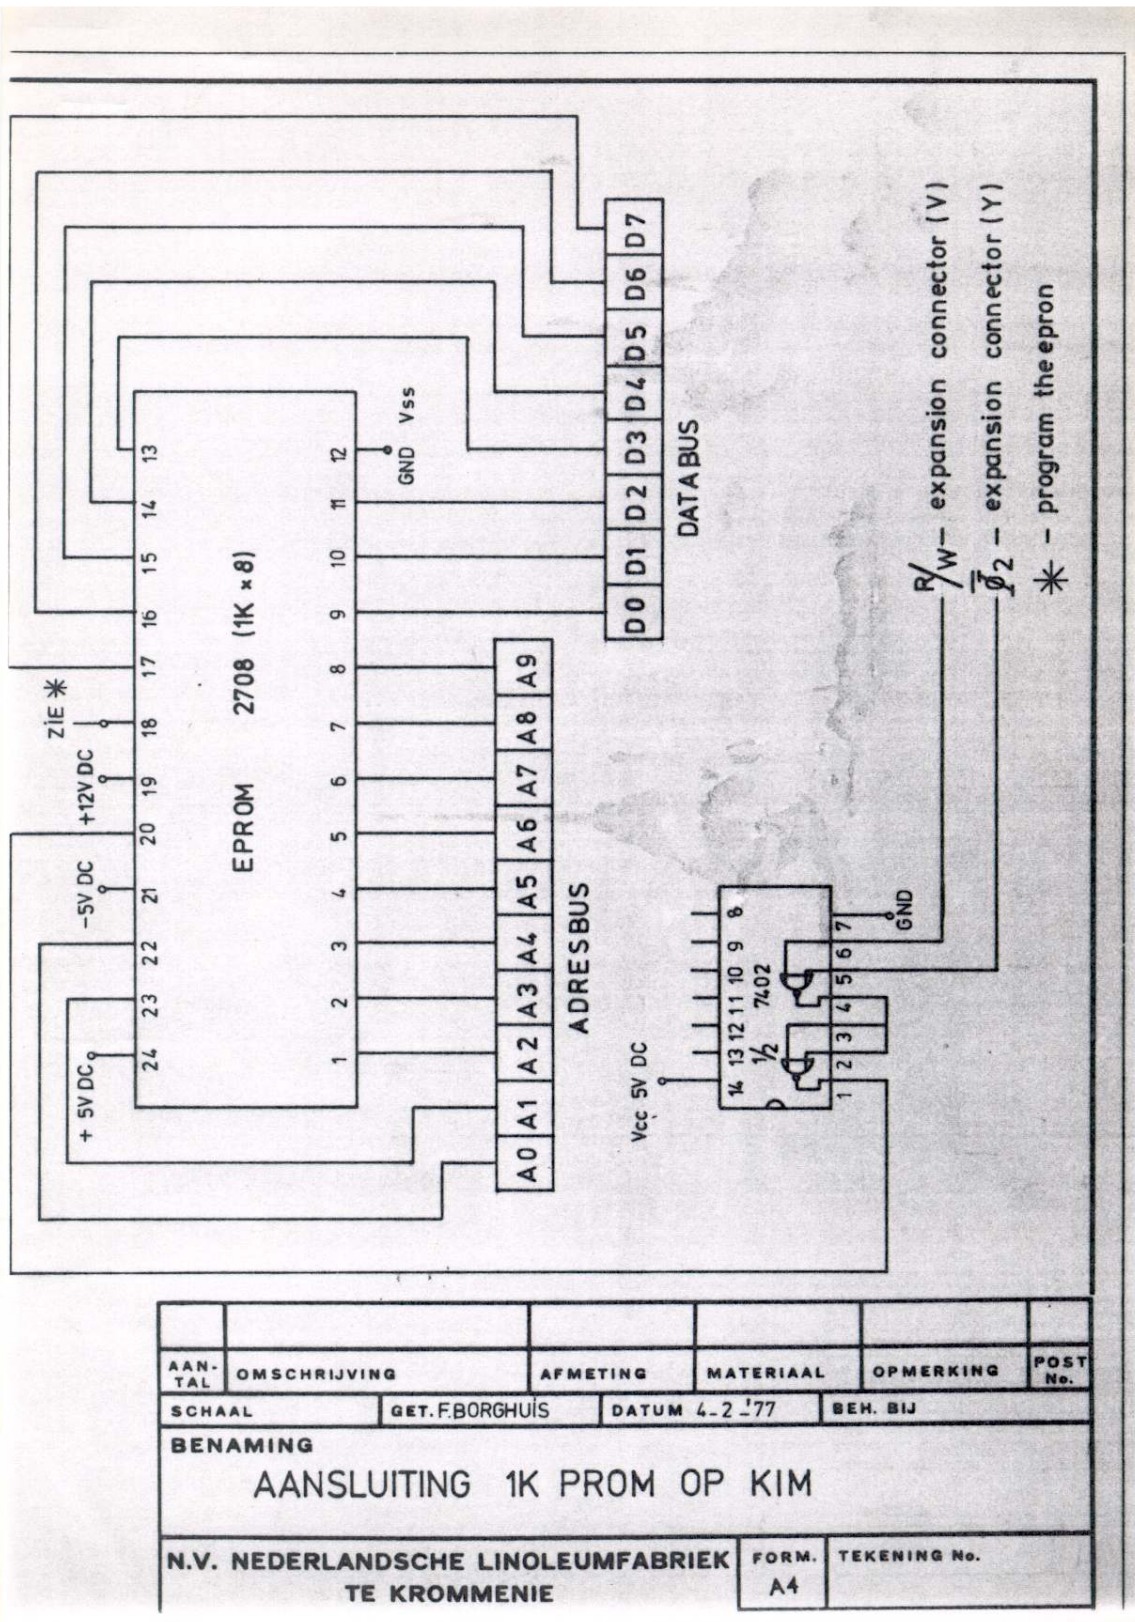 D7
D6
D5
D4
D3
D2
D1
D0
DATABUS
13
14
15
16
17
18
19
20
21
22
23
24
ZiE *
+12V DC
-5V DC
+ 5V DC
EPROM 2708 (1K × 8)
12
11
10
9
8
7
6
5
4
3
2
1
GND Vss
A9
A8
A7
A6
A5
A4
A3
A2
A1
A0
ADRESBUS
R/W - expansion connector (V)
Φ̅2 - expansion connector (Y)
* - program the epron
Vcc 5V DC
14 13 12 11 10 9 8
1/2 7402
1 2 3 4 5 6 7
GND
AAN-
TAL
OMSCHRIJVING
AFMETING
MATERIAAL
OPMERKING
POST
No.
SCHAAL
GET. F.BORGHUIS
DATUM 4-2-'77
BEH. BIJ
BENAMING
AANSLUITING 1K PROM OP KIM
N.V. NEDERLANDSCHE LINOLEUMFABRIEK
TE KROMMENIE
FORM.
A4
TEKENING No.